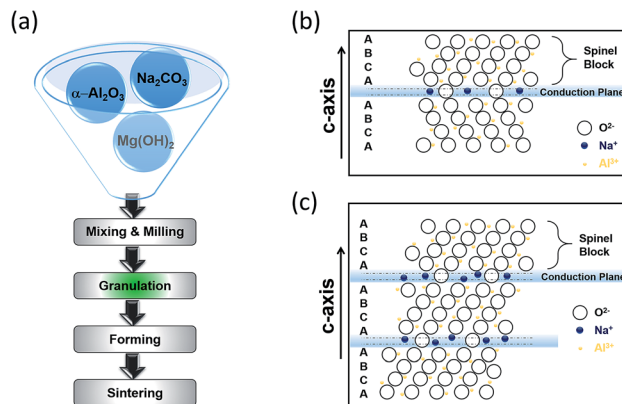 (a)
α–Al2O3
Na2CO3
Mg(OH)2
Mixing & Milling
Granulation
Forming
Sintering
(b)
c-axis
A
B
C
A
A
B
C
A
Spinel
Block
Conduction Plane
O2-
Na+
Al3+
(c)
c-axis
A
B
C
A
A
B
C
A
A
B
C
A
Spinel
Block
Conduction Plane
O2-
Na+
Al3+